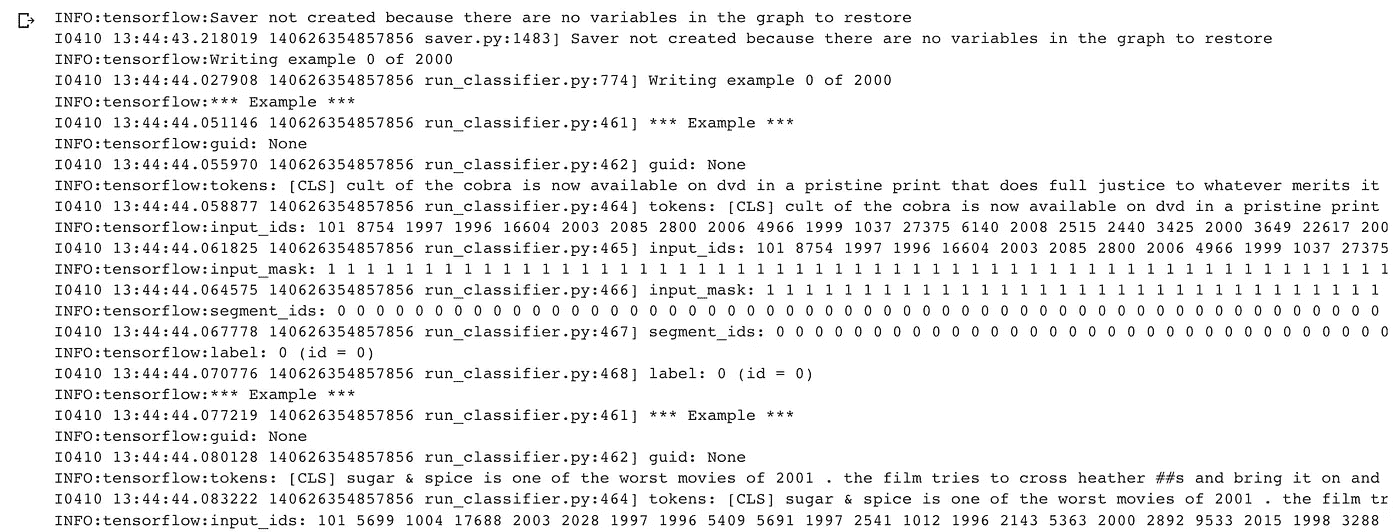 INFO:tensorflow:Saver not created because there are no variables in the graph to restore
I0410 13:44:43.218019 140626354857856 saver.py:1483] Saver not created because there are no variables in the graph to restore
INFO:tensorflow:Writing example 0 of 2000
I0410 13:44:44.027908 140626354857856 run_classifier.py:774] Writing example 0 of 2000
INFO:tensorflow:*** Example ***
I0410 13:44:44.051146 140626354857856 run_classifier.py:461] *** Example ***
INFO:tensorflow:guid: None
I0410 13:44:44.055970 140626354857856 run_classifier.py:462] guid: None
INFO:tensorflow:tokens: [CLS] cult of the cobra is now available on dvd in a pristine print that does full justice to whatever merits it
I0410 13:44:44.058877 140626354857856 run_classifier.py:464] tokens: [CLS] cult of the cobra is now available on dvd in a pristine print
INFO:tensorflow:input_ids: 101 8754 1997 1996 16604 2003 2085 2800 2006 4966 1999 1037 27375 6140 2008 2515 2440 3425 2000 3649 22617 200
I0410 13:44:44.061825 140626354857856 run_classifier.py:465] input_ids: 101 8754 1997 1996 16604 2003 2085 2800 2006 4966 1999 1037 27375
INFO:tensorflow:input_mask: 1 1 1 1 1 1 1 1 1 1 1 1 1 1 1 1 1 1 1 1 1 1 1 1 1 1 1 1 1 1 1 1 1 1 1 1 1 1 1 1 1 1 1 1 1 1 1 1 1 1 1 1 1 1 1
I0410 13:44:44.064575 140626354857856 run_classifier.py:466] input_mask: 1 1 1 1 1 1 1 1 1 1 1 1 1 1 1 1 1 1 1 1 1 1 1 1 1 1 1 1 1 1 1 1
INFO:tensorflow:segment_ids: 0 0 0 0 0 0 0 0 0 0 0 0 0 0 0 0 0 0 0 0 0 0 0 0 0 0 0 0 0 0 0 0 0 0 0 0 0 0 0 0 0 0 0 0 0 0 0 0 0 0 0 0 0 0
I0410 13:44:44.067778 140626354857856 run_classifier.py:467] segment_ids: 0 0 0 0 0 0 0 0 0 0 0 0 0 0 0 0 0 0 0 0 0 0 0 0 0 0 0 0 0 0 0 0
INFO:tensorflow:label: 0 (id = 0)
I0410 13:44:44.070776 140626354857856 run_classifier.py:468] label: 0 (id = 0)
INFO:tensorflow:*** Example ***
I0410 13:44:44.077219 140626354857856 run_classifier.py:461] *** Example ***
INFO:tensorflow:guid: None
I0410 13:44:44.080128 140626354857856 run_classifier.py:462] guid: None
INFO:tensorflow:tokens: [CLS] sugar & spice is one of the worst movies of 2001 . the film tries to cross heather ##s and bring it on and
I0410 13:44:44.083222 140626354857856 run_classifier.py:464] tokens: [CLS] sugar & spice is one of the worst movies of 2001 . the film tr
INFO:tensorflow:input_ids: 101 5699 1004 17688 2003 2028 1997 1996 5409 5691 1997 2541 1012 1996 2143 5363 2000 2892 9533 2015 1998 3288